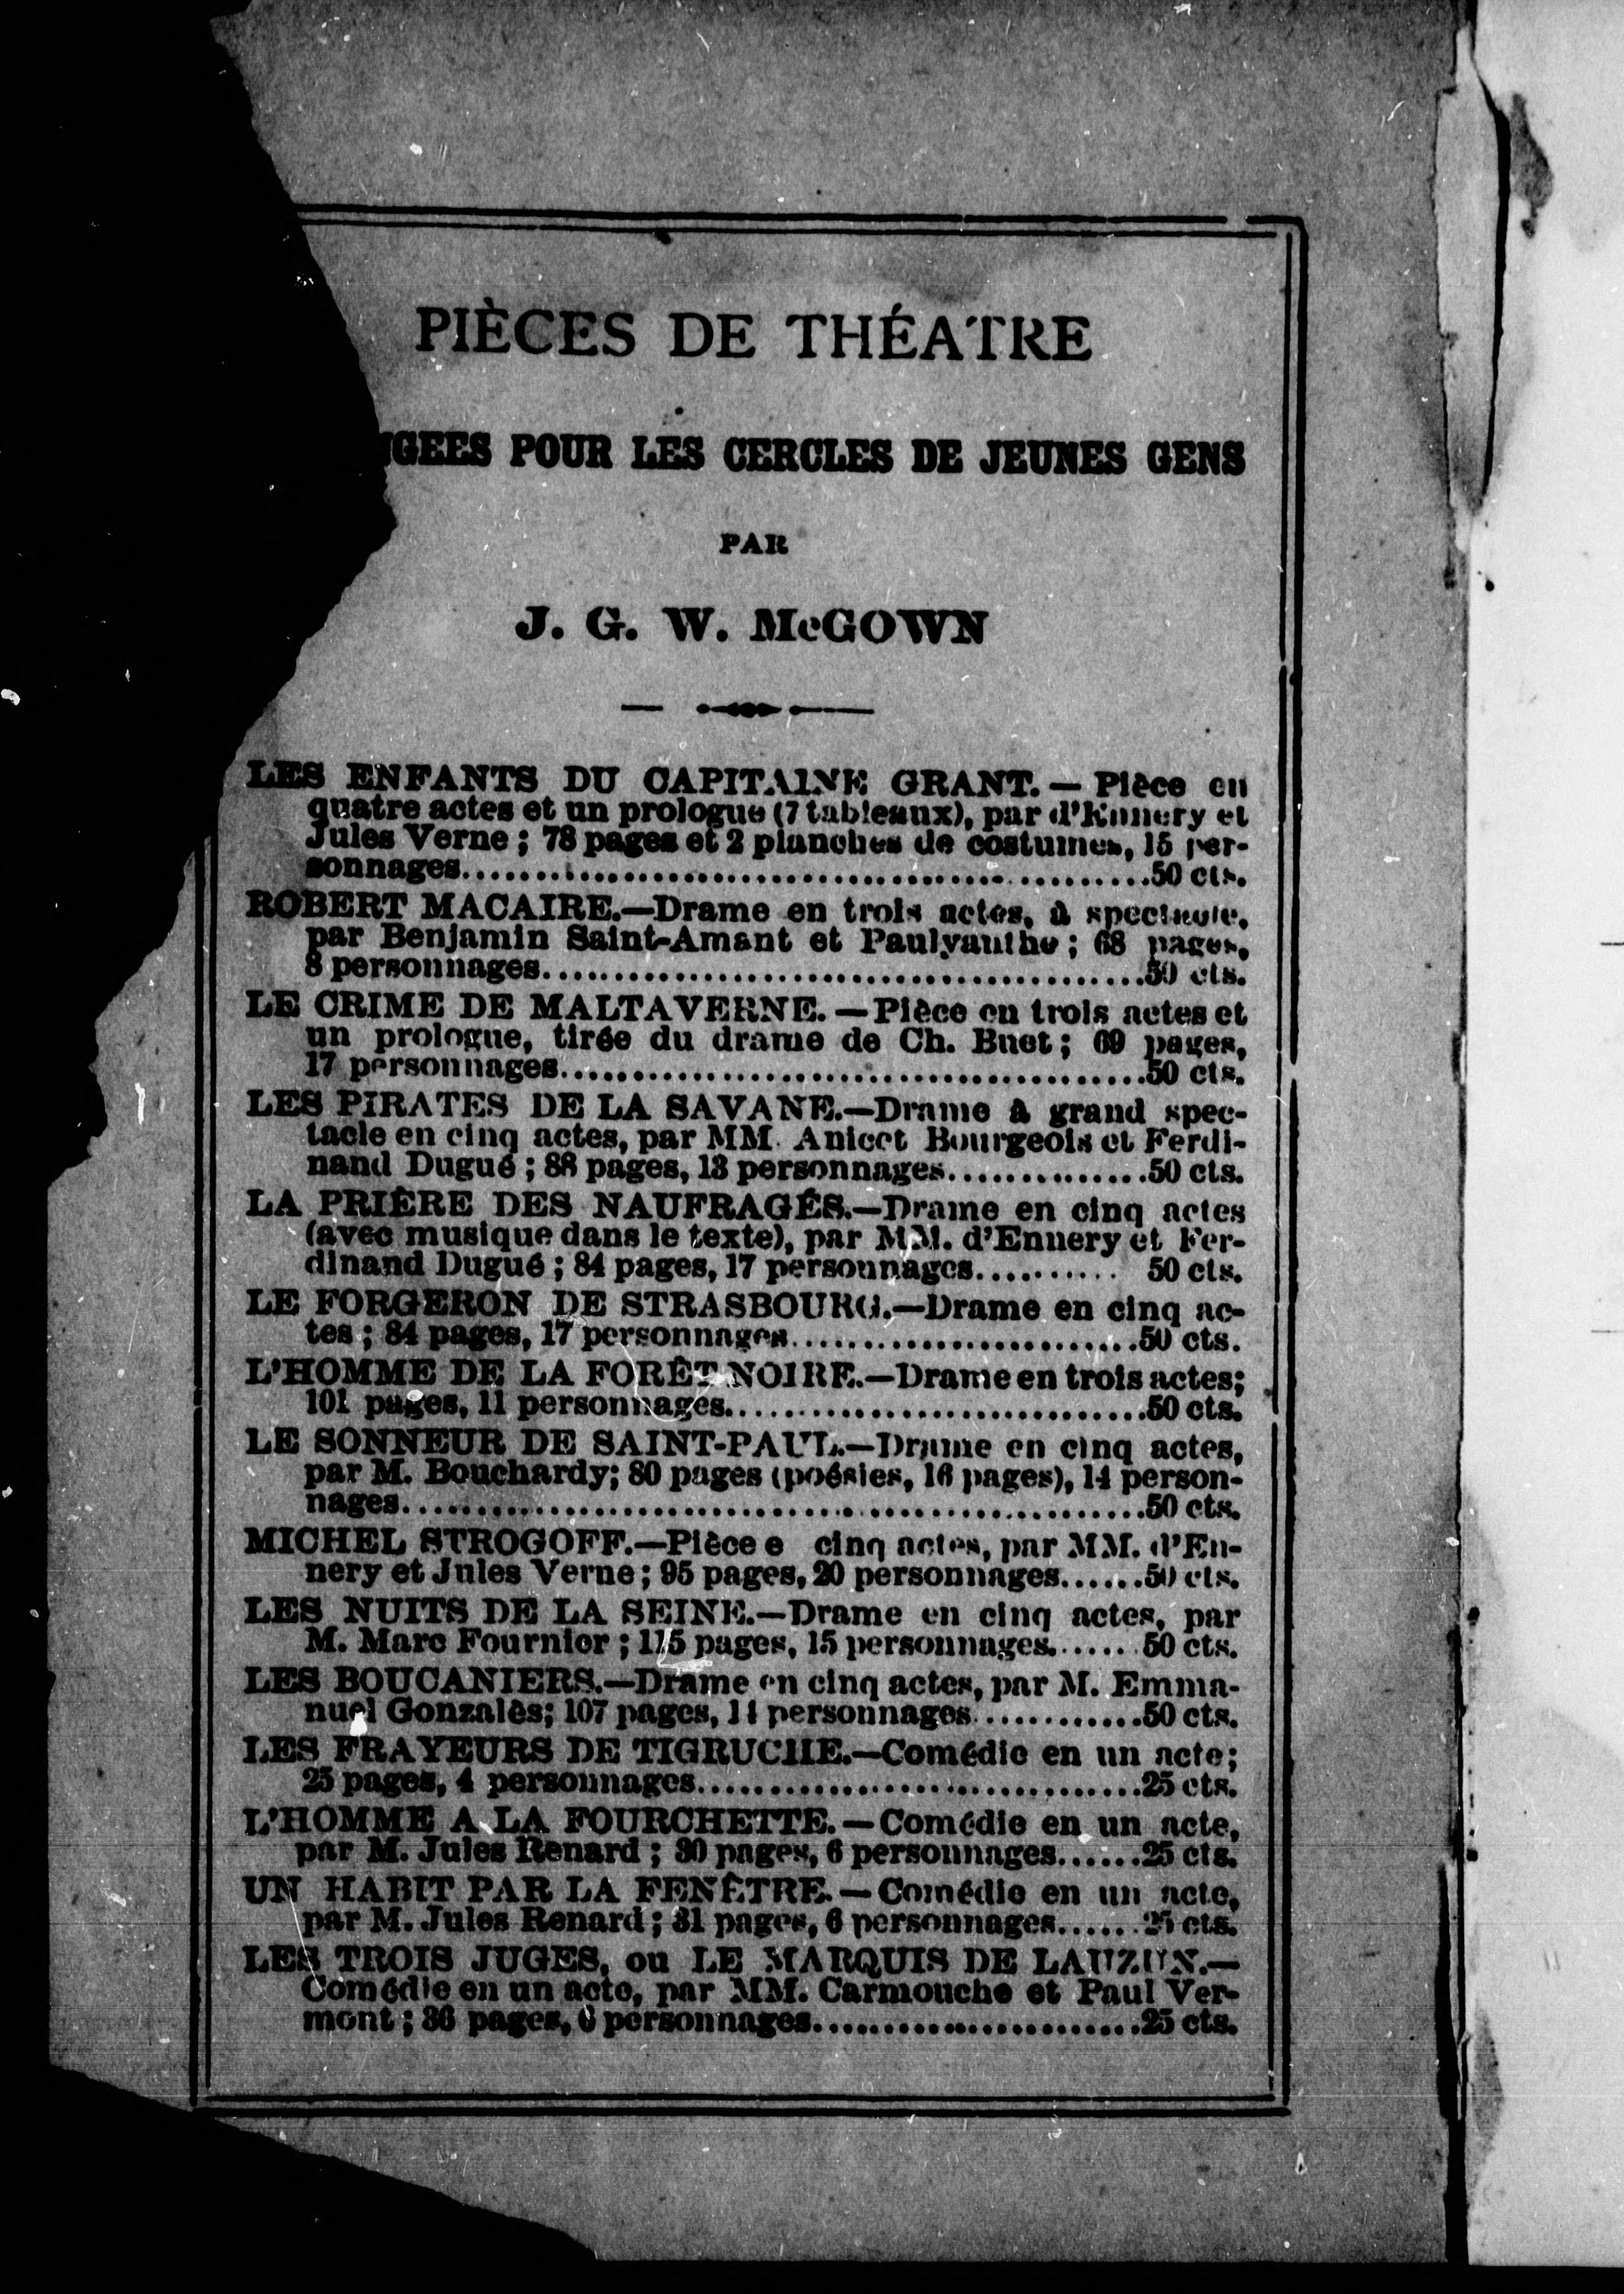 PIÈCES DE THÉATRE
GEES POUR LES CERCLES DE JEUNES GENS
PAR
J. G. W. McGOWN
LES ENFANTS DU CAPITAINE GRANT. — Pièce en
quatre actes et un prologue (7 tableaux), par d'Ennery et
Jules Verne ; 78 pages et 2 planches de costumes, 15 per-
sonnages........................................50 cts.
ROBERT MACAIRE.—Drame en trois actes, à spectacle,
par Benjamin Saint-Amant et Paulyanthe ; 68 pages,
8 personnages........................................50 cts.
LE CRIME DE MALTAVERNE. — Pièce en trois actes et
un prologue, tirée du drame de Ch. Buet ; 69 pages,
17 personnages........................................50 cts.
LES PIRATES DE LA SAVANE.—Drame à grand spec-
tacle en cinq actes, par MM. Anicet Bourgeois et Ferdi-
nand Dugué ; 88 pages, 13 personnages..............50 cts.
LA PRIÈRE DES NAUFRAGÉS.—Drame en cinq actes
(avec musique dans le texte), par MM. d'Ennery et Fer-
dinand Dugué ; 84 pages, 17 personnages.......... 50 cts.
LE FORGERON DE STRASBOURG.—Drame en cinq ac-
tes ; 84 pages, 17 personnages........................50 cts.
L'HOMME DE LA FORÊT NOIRE.—Drame en trois actes;
101 pages, 11 personnages.............................50 cts.
LE SONNEUR DE SAINT-PAUL.—Drame en cinq actes,
par M. Bouchardy; 80 pages (poésies, 16 pages), 14 person-
nages..................................................50 cts.
MICHEL STROGOFF.—Pièce e cinq actes, par MM. d'En-
nery et Jules Verne ; 95 pages, 20 personnages......50 cts.
LES NUITS DE LA SEINE.—Drame en cinq actes, par
M. Marc Fournier ; 115 pages, 15 personnages......50 cts.
LES BOUCANIERS.—Drame en cinq actes, par M. Emma-
nuel Gonzalès; 107 pages, 11 personnages............50 cts.
LES FRAYEURS DE TIGRUCHE.—Comédie en un acte;
25 pages, 4 personnages..............................25 cts.
L'HOMME A LA FOURCHETTE.—Comédie en un acte,
par M. Jules Renard ; 30 pages, 6 personnages......25 cts.
UN HABIT PAR LA FENÊTRE.—Comédie en un acte,
par M. Jules Renard ; 31 pages, 6 personnages......25 cts.
LES TROIS JUGES, ou LE MARQUIS DE LAUZUN.—
Comédie en un acte, par MM. Carmouche et Paul Ver-
mont ; 36 pages, 6 personnages........................25 cts.